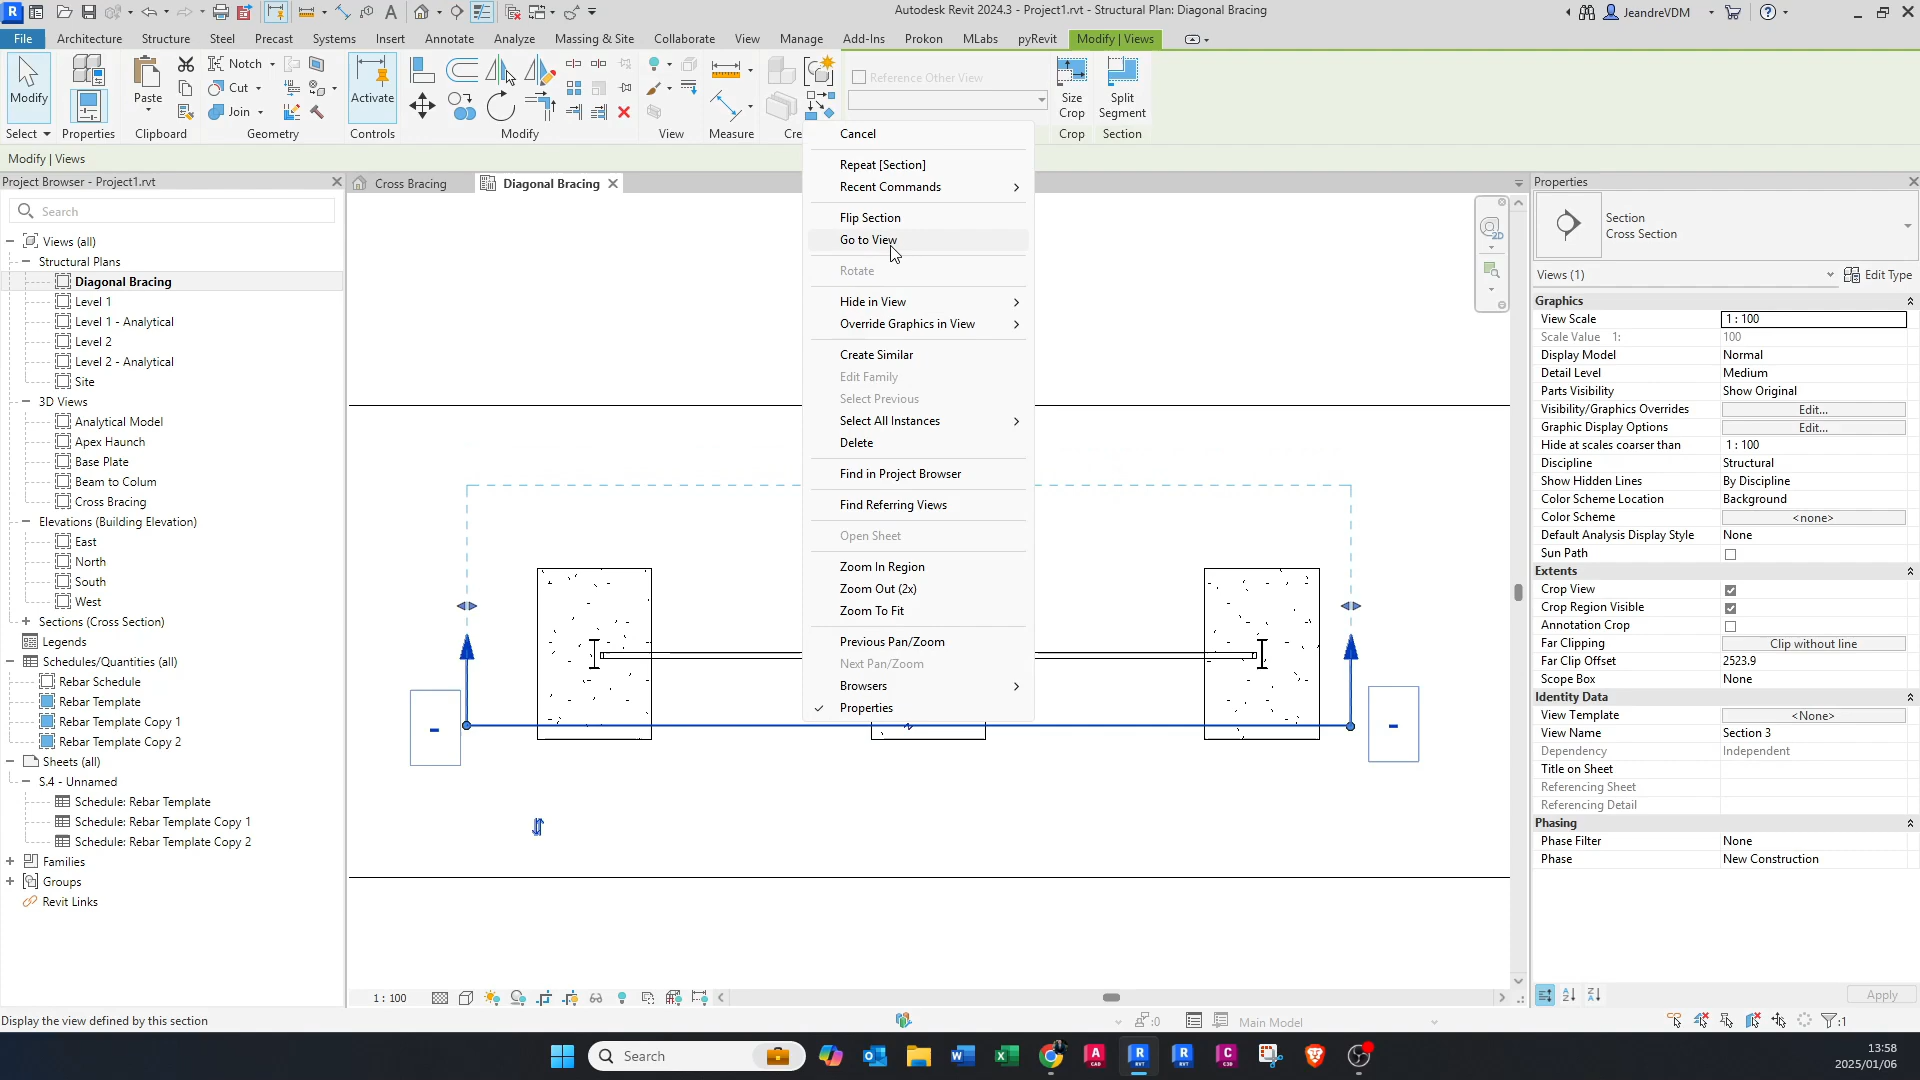 Autodesk Revit 2024.3 - Project1.rvt - Structural Plan: Diagonal Bracing
JeandreVDM
File Architecture Structure Steel Precast Systems Insert Annotate Analyze Massing & Site Collaborate View Manage Add-Ins Prokon MLabs pyRevit Modify | Views
Modify
Paste
Notch
Cut
Join
Activate
Reference Other View
Size Crop
Split Segment
Select Properties Clipboard Geometry Controls Modify View Measure Cre Crop Section
Modify | Views
Project Browser - Project1.rvt
Search
Views (all)
Structural Plans
Diagonal Bracing
Level 1
Level 1 - Analytical
Level 2
Level 2 - Analytical
Site
3D Views
Analytical Model
Apex Haunch
Base Plate
Beam to Colum
Cross Bracing
Elevations (Building Elevation)
East
North
South
West
Sections (Cross Section)
Legends
Schedules/Quantities (all)
Rebar Schedule
Rebar Template
Rebar Template Copy 1
Rebar Template Copy 2
Sheets (all)
S.4 - Unnamed
Schedule: Rebar Template
Schedule: Rebar Template Copy 1
Schedule: Rebar Template Copy 2
Families
Groups
Revit Links
Cross Bracing
Diagonal Bracing
Cancel
Repeat [Section]
Recent Commands
Flip Section
Go to View
Rotate
Hide in View
Override Graphics in View
Create Similar
Edit Family
Select Previous
Select All Instances
Delete
Find in Project Browser
Find Referring Views
Open Sheet
Zoom In Region
Zoom Out (2x)
Zoom To Fit
Previous Pan/Zoom
Next Pan/Zoom
Browsers
Properties
2D
1 : 100
Properties
Section
Cross Section
Views (1) Edit Type
Graphics
View Scale 1 : 100
Scale Value 1: 100
Display Model Normal
Detail Level Medium
Parts Visibility Show Original
Visibility/Graphics Overrides Edit...
Graphic Display Options Edit...
Hide at scales coarser than 1 : 100
Discipline Structural
Show Hidden Lines By Discipline
Color Scheme Location Background
Color Scheme <none>
Default Analysis Display Style None
Sun Path
Extents
Crop View
Crop Region Visible
Annotation Crop
Far Clipping Clip without line
Far Clip Offset 2523.9
Scope Box None
Identity Data
View Template <None>
View Name Section 3
Dependency Independent
Title on Sheet
Referencing Sheet
Referencing Detail
Phasing
Phase Filter None
Phase New Construction
Apply
Display the view defined by this section
:0
Main Model
:1
Search
13:58
2025/01/06